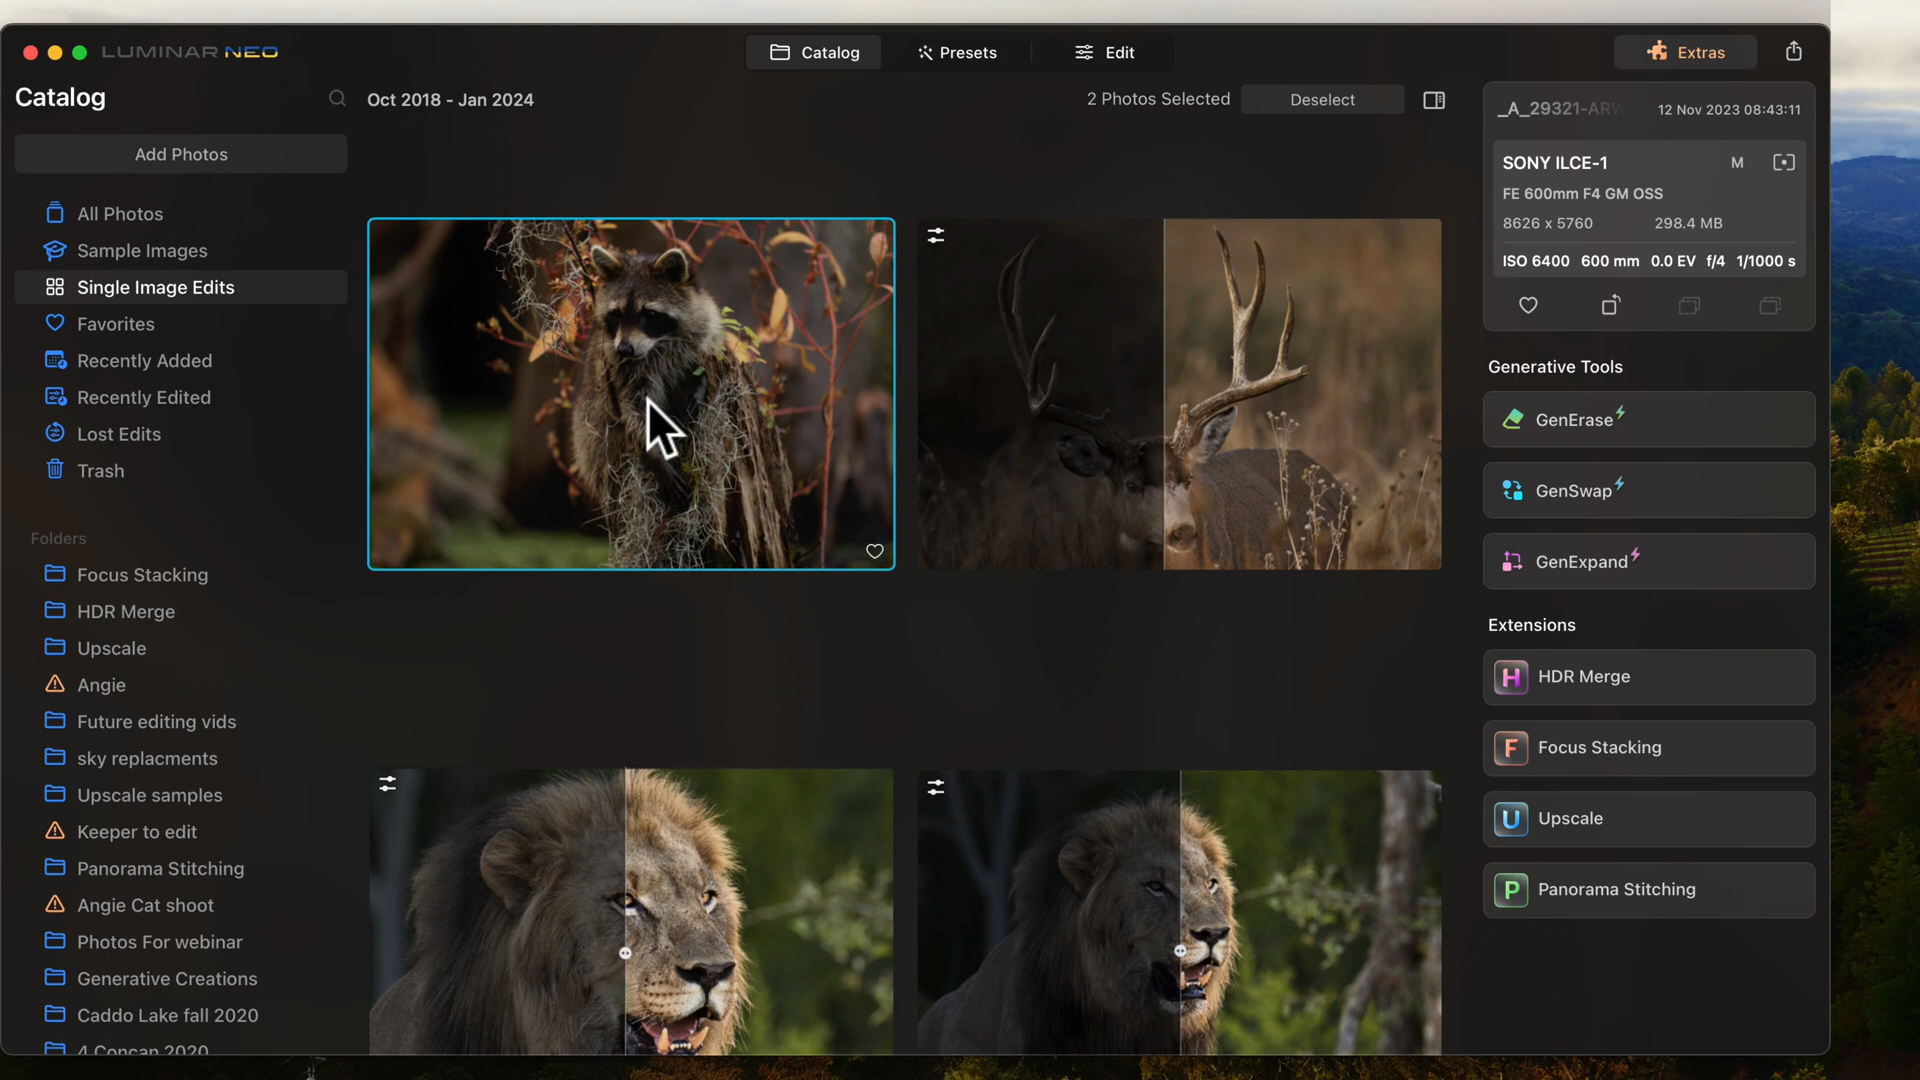 LUMINAR NEO
Catalog
Presets
Edit
Extras
Catalog
Oct 2018 - Jan 2024
2 Photos Selected
Deselect
Add Photos
All Photos
Sample Images
Single Image Edits
Favorites
Recently Added
Recently Edited
Lost Edits
Trash
Folders
Focus Stacking
HDR Merge
Upscale
Angie
Future editing vids
sky replacments
Upscale samples
Keeper to edit
Panorama Stitching
Angie Cat shoot
Photos For webinar
Generative Creations
Caddo Lake fall 2020
4 Concan 2020
_A_29321-ARW
12 Nov 2023 08:43:11
SONY ILCE-1
M
FE 600mm F4 GM OSS
8626 x 5760
298.4 MB
ISO 6400 600 mm 0.0 EV f/4 1/1000 s
Generative Tools
GenErase
GenSwap
GenExpand
Extensions
H HDR Merge
F Focus Stacking
U Upscale
P Panorama Stitching